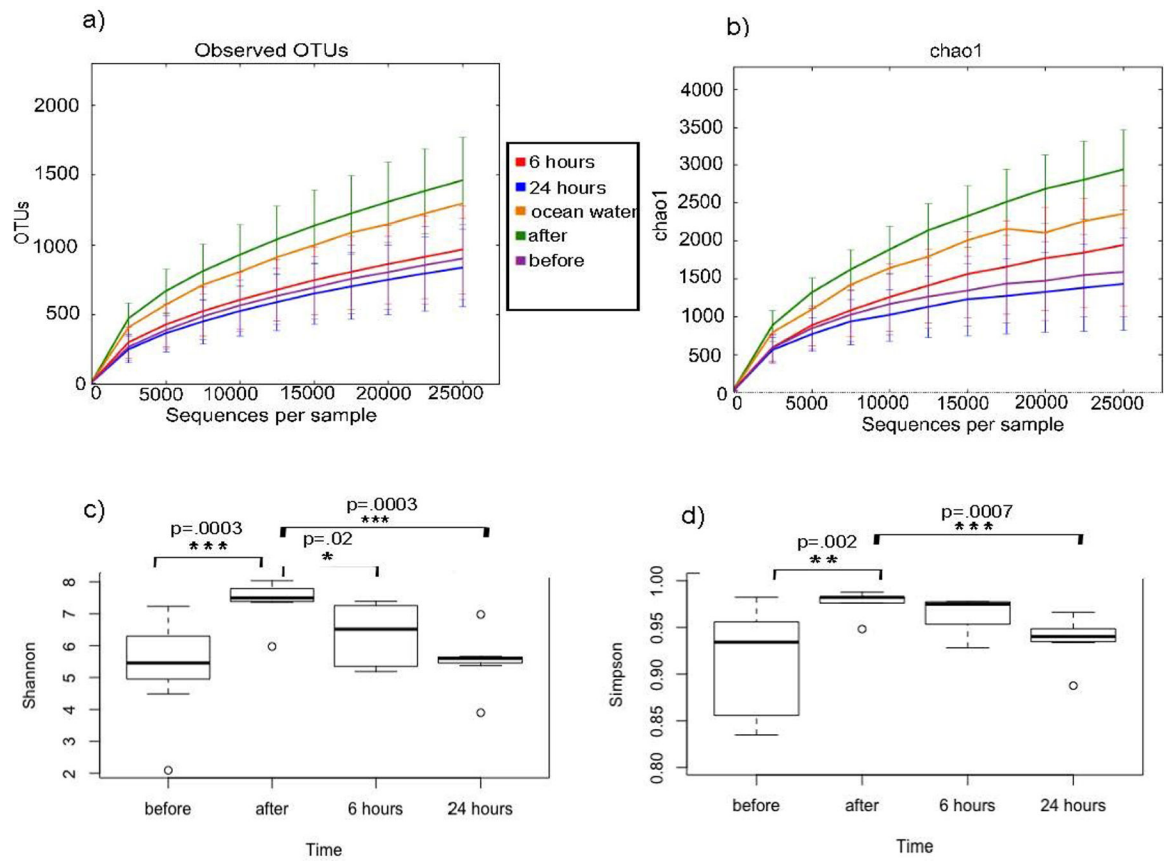 a)
Observed OTUs
2000
1500
1000
500
0
OTUs
0 5000 10000 15000 20000 25000
Sequences per sample
6 hours
24 hours
ocean water
after
before
b)
chao1
4000
3500
3000
2500
2000
1500
1000
500
0
chao1
0 5000 10000 15000 20000 25000
Sequences per sample
c)
p=.0003
***
p=.0003
***
p=.02
*
8
7
6
5
4
3
2
Shannon
before after 6 hours 24 hours
Time
d)
p=.0007
***
p=.002
**
1.00
0.95
0.90
0.85
0.80
Simpson
before after 6 hours 24 hours
Time